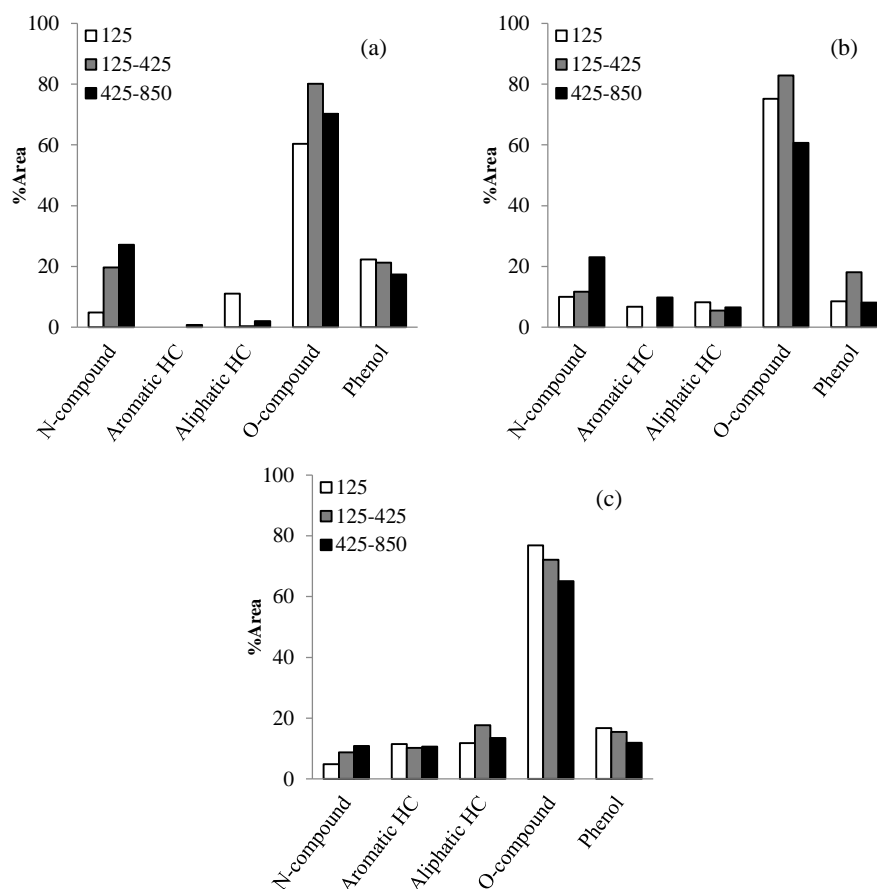 100
80
60
40
20
0
%Area
125
125-425
425-850
(a)
N-compound
Aromatic HC
Aliphatic HC
O-compound
Phenol
100
80
60
40
20
0
%Area
125
125-425
425-850
(b)
N-compound
Aromatic HC
Aliphatic HC
O-compound
Phenol
100
80
60
40
20
0
%Area
125
125-425
425-850
(c)
N-compound
Aromatic HC
Aliphatic HC
O-compound
Phenol